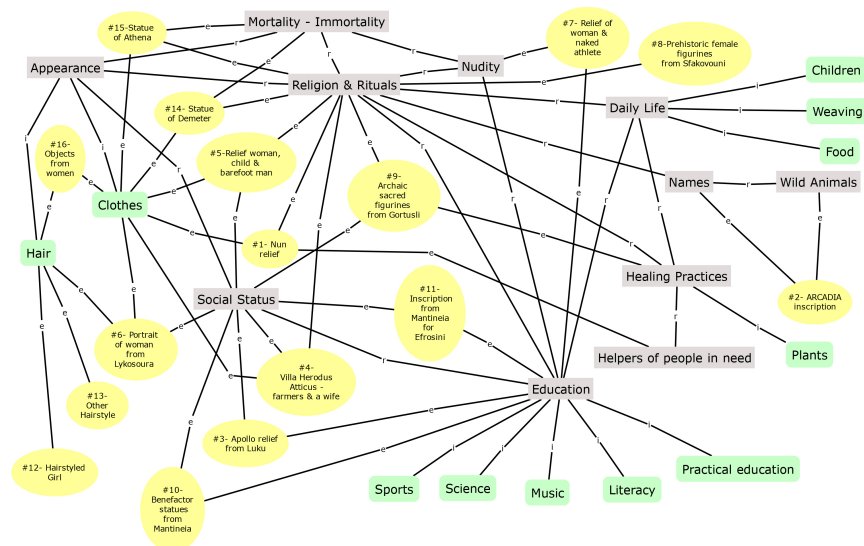 #15-Statue
of Athena
Mortality - Immortality
#7- Relief of
woman &
naked
athlete
#8-Prehistoric female
figurines
from Sfakovouni
Appearance
Nudity
Religion & Rituals
Children
Daily Life
Weaving
Food
#14- Statue
of Demeter
#16-
Objects
from
women
#5-Relief woman,
child &
barefoot man
#9-
Archaic
sacred
figurines
from Gortusli
Names
Wild Animals
Clothes
Hair
#1- Nun
relief
Healing Practices
Social Status
#11-
Inscription
from
Mantineia
for
Efrosini
#2- ARCADIA
inscription
#6- Portrait
of woman
from
Lykosoura
Helpers of people in need
Plants
#4-
Villa Herodus
Atticus -
farmers & a wife
Education
#13-
Other
Hairstyle
#3- Apollo relief
from Luku
#12- Hairstyled
Girl
#10-
Benefactor
statues
from
Mantineia
Sports
Science
Music
Literacy
Practical education
e
e
r
r
r
e
e
e
r
r
r
i
i
i
e
e
e
e
i
i
r
e
e
e
e
r
r
r
r
e
e
e
e
e
r
e
e
e
e
e
r
i
e
e
e
e
e
e
r
e
e
e
e
e
e
e
i
i
i
i
i